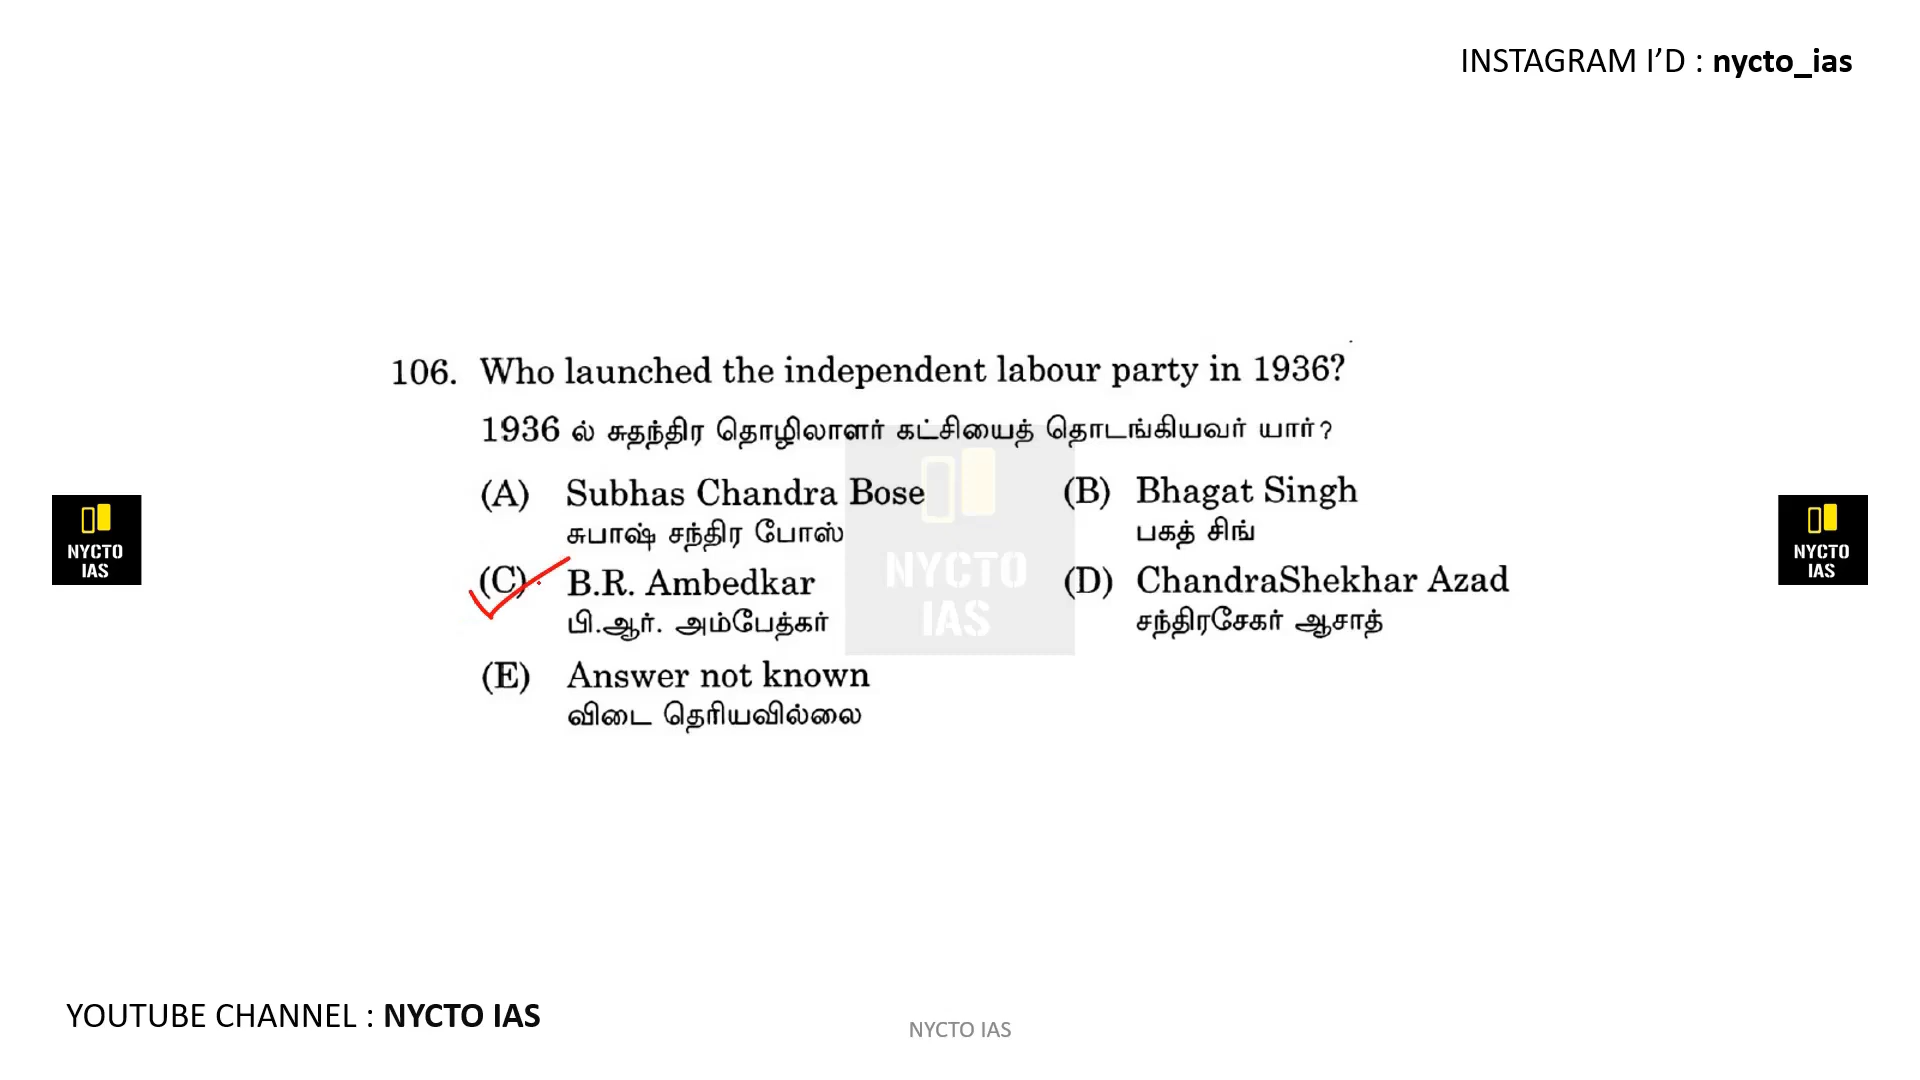 INSTAGRAM I’D : nycto_ias
106. Who launched the independent labour party in 1936?
1936 ல் சுதந்திர தொழிலாளர் கட்சியைத் தொடங்கியவர் யார்?
(A) Subhas Chandra Bose (B) Bhagat Singh
சுபாஷ் சந்திர போஸ் பகத் சிங்
(C) B.R. Ambedkar (D) ChandraShekhar Azad
பி.ஆர். அம்பேத்கர் சந்திரசேகர் ஆசாத்
(E) Answer not known
விடை தெரியவில்லை
NYCTO
IAS
NYCTO
IAS
NYCTO
IAS
YOUTUBE CHANNEL : NYCTO IAS
NYCTO IAS